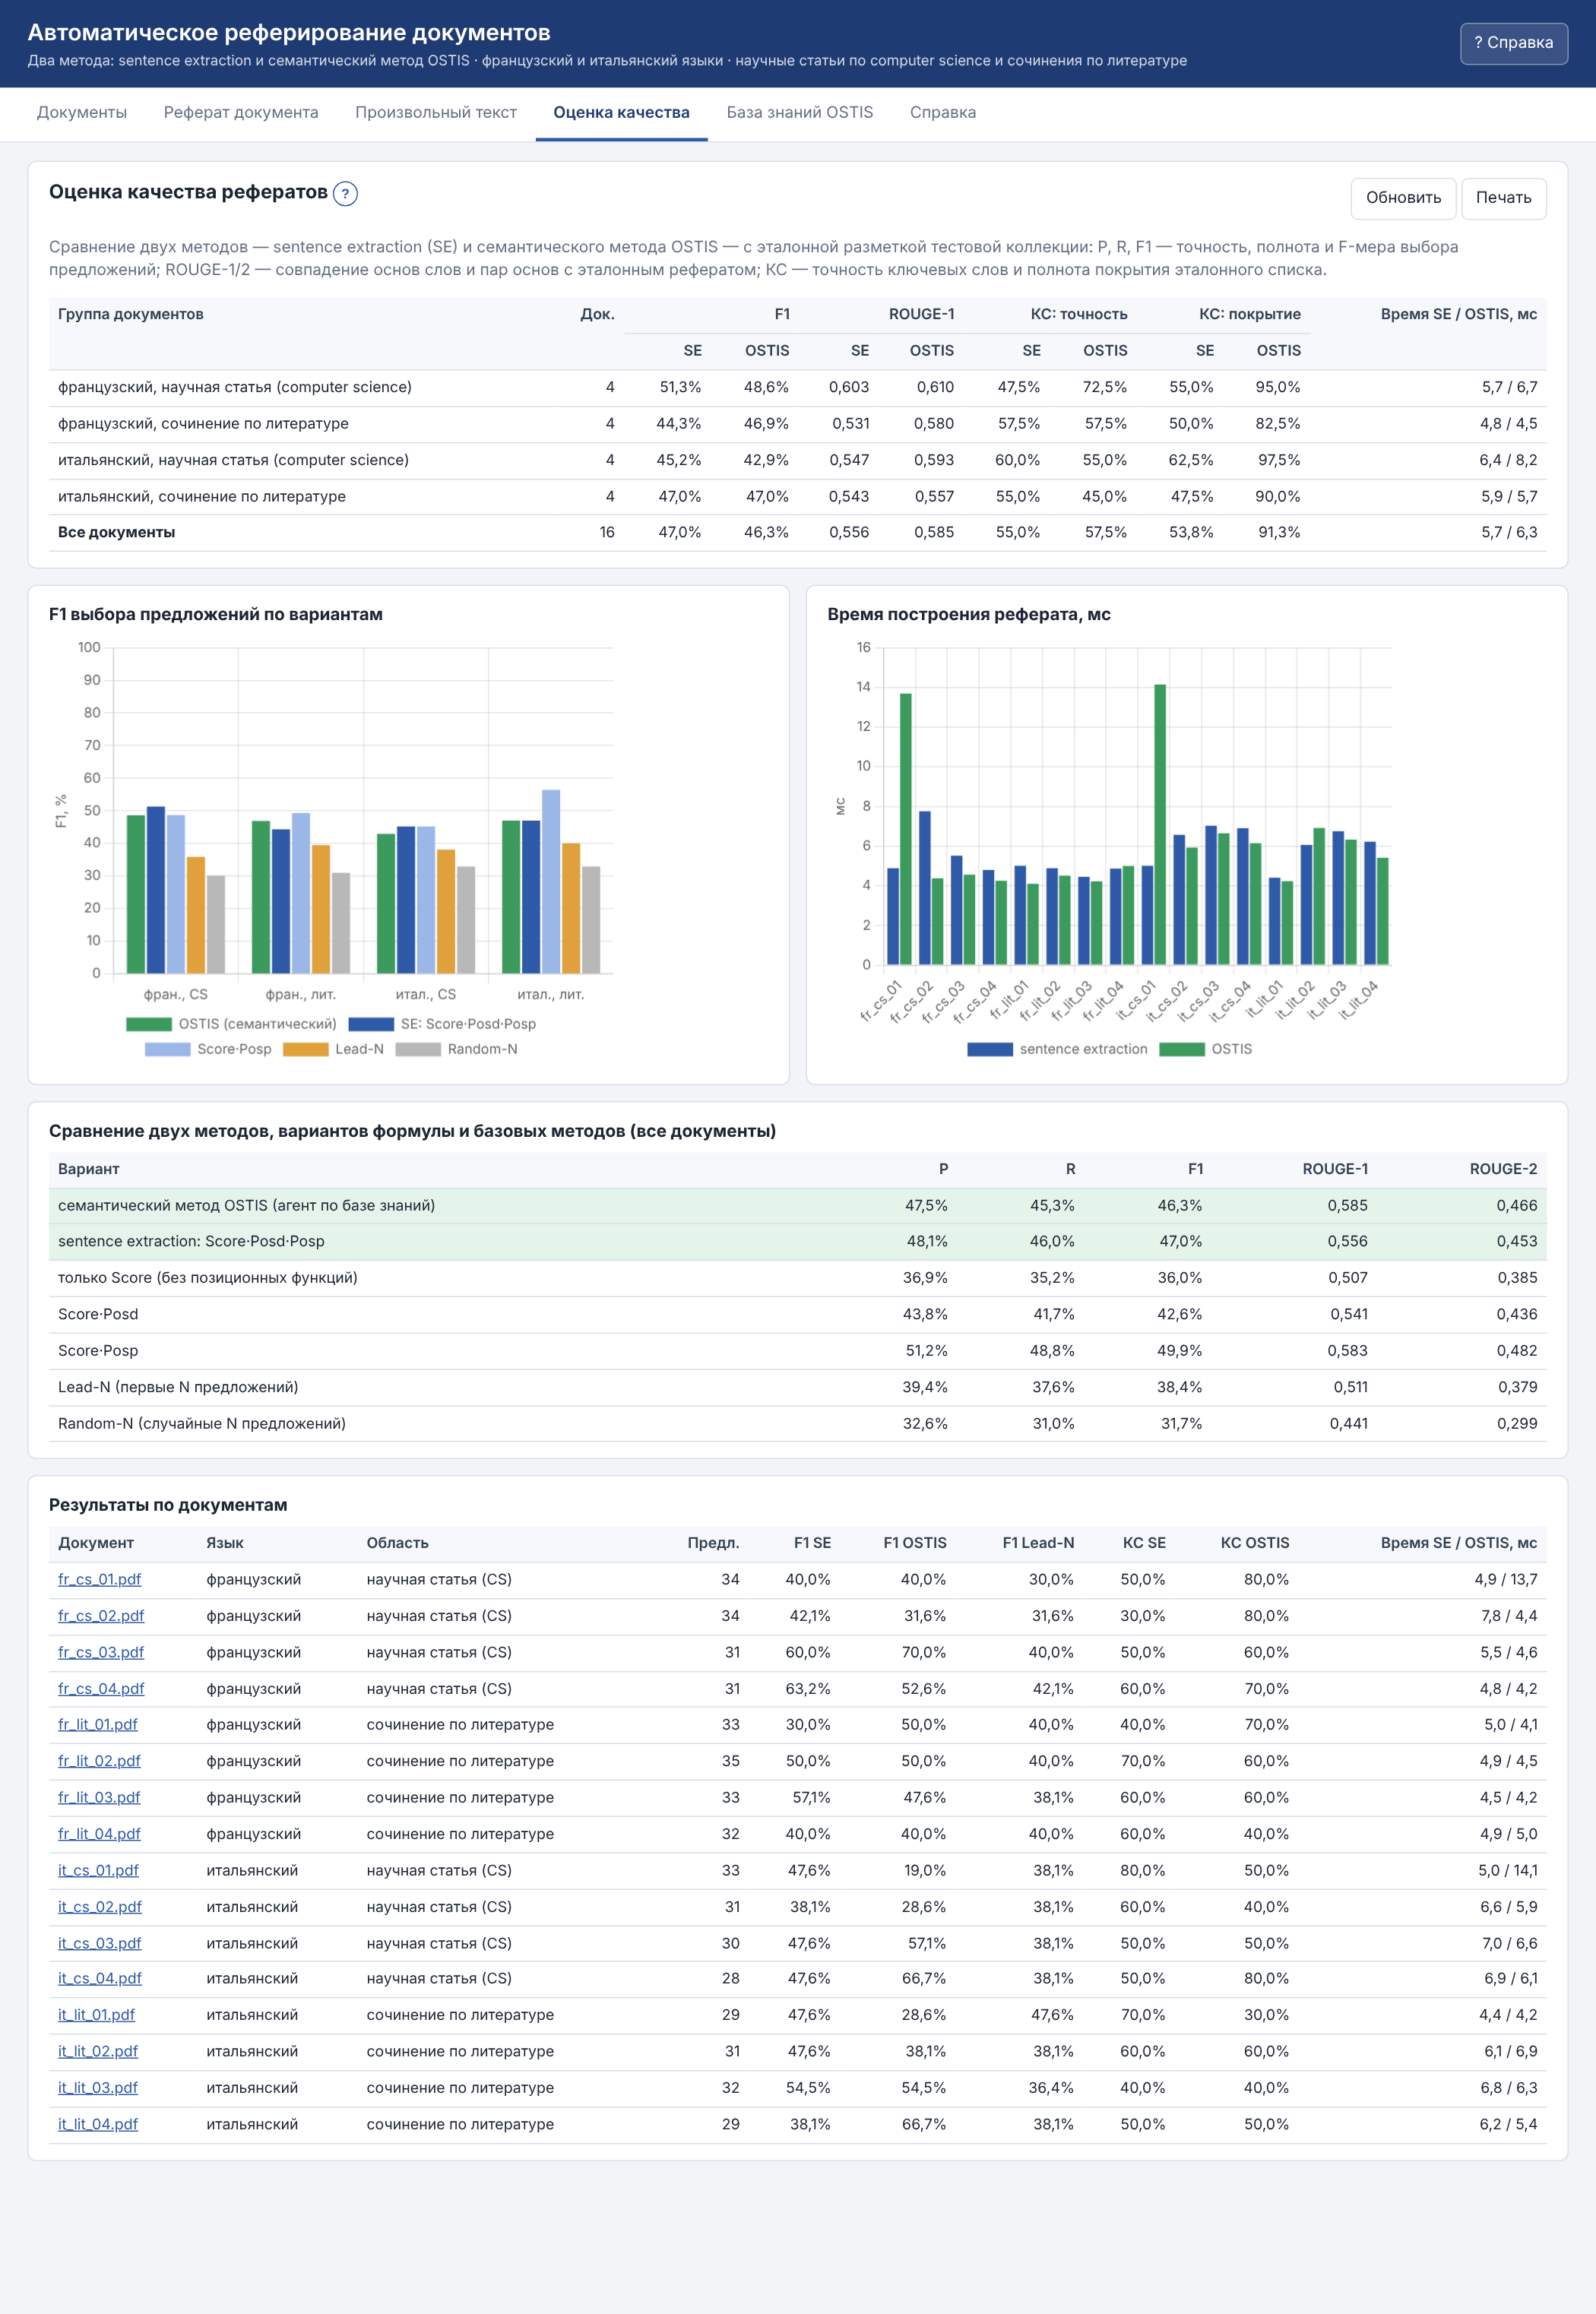 Автоматическое реферирование документов
Два метода: sentence extraction и семантический метод OSTIS · французский и итальянский языки · научные статьи по computer science и сочинения по литературе
? Справка
Документы Реферат документа Произвольный текст Оценка качества База знаний OSTIS Справка
Оценка качества рефератов ?
Обновить Печать
Сравнение двух методов — sentence extraction (SE) и семантического метода OSTIS — с эталонной разметкой тестовой коллекции: P, R, F1 — точность, полнота и F-мера выбора
предложений; ROUGE-1/2 — совпадение основ слов и пар основ с эталонным рефератом; КС — точность ключевых слов и полнота покрытия эталонного списка.
Группа документов Док. F1 ROUGE-1 КС: точность КС: покрытие Время SE / OSTIS, мс
SE OSTIS SE OSTIS SE OSTIS SE OSTIS
французский, научная статья (computer science) 4 51,3% 48,6% 0,603 0,610 47,5% 72,5% 55,0% 95,0% 5,7 / 6,7
французский, сочинение по литературе 4 44,3% 46,9% 0,531 0,580 57,5% 57,5% 50,0% 82,5% 4,8 / 4,5
итальянский, научная статья (computer science) 4 45,2% 42,9% 0,547 0,593 60,0% 55,0% 62,5% 97,5% 6,4 / 8,2
итальянский, сочинение по литературе 4 47,0% 47,0% 0,543 0,557 55,0% 45,0% 47,5% 90,0% 5,9 / 5,7
Все документы 16 47,0% 46,3% 0,556 0,585 55,0% 57,5% 53,8% 91,3% 5,7 / 6,3
F1 выбора предложений по вариантам
100
90
80
70
60
50
40
30
20
10
0
F1, %
фран., CS фран., лит. итал., CS итал., лит.
OSTIS (семантический) SE: Score·Posd·Posp
Score·Posp Lead-N Random-N
Время построения реферата, мс
16
14
12
10
8
6
4
2
0
мс
fr_cs_01 fr_cs_02 fr_cs_03 fr_cs_04 fr_lit_01 fr_lit_02 fr_lit_03 fr_lit_04 it_cs_01 it_cs_02 it_cs_03 it_cs_04 it_lit_01 it_lit_02 it_lit_03 it_lit_04
sentence extraction OSTIS
Сравнение двух методов, вариантов формулы и базовых методов (все документы)
Вариант P R F1 ROUGE-1 ROUGE-2
семантический метод OSTIS (агент по базе знаний) 47,5% 45,3% 46,3% 0,585 0,466
sentence extraction: Score·Posd·Posp 48,1% 46,0% 47,0% 0,556 0,453
только Score (без позиционных функций) 36,9% 35,2% 36,0% 0,507 0,385
Score·Posd 43,8% 41,7% 42,6% 0,541 0,436
Score·Posp 51,2% 48,8% 49,9% 0,583 0,482
Lead-N (первые N предложений) 39,4% 37,6% 38,4% 0,511 0,379
Random-N (случайные N предложений) 32,6% 31,0% 31,7% 0,441 0,299
Результаты по документам
Документ Язык Область Предл. F1 SE F1 OSTIS F1 Lead-N КС SE КС OSTIS Время SE / OSTIS, мс
fr_cs_01.pdf французский научная статья (CS) 34 40,0% 40,0% 30,0% 50,0% 80,0% 4,9 / 13,7
fr_cs_02.pdf французский научная статья (CS) 34 42,1% 31,6% 31,6% 30,0% 80,0% 7,8 / 4,4
fr_cs_03.pdf французский научная статья (CS) 31 60,0% 70,0% 40,0% 50,0% 60,0% 5,5 / 4,6
fr_cs_04.pdf французский научная статья (CS) 31 63,2% 52,6% 42,1% 60,0% 70,0% 4,8 / 4,2
fr_lit_01.pdf французский сочинение по литературе 33 30,0% 50,0% 40,0% 40,0% 70,0% 5,0 / 4,1
fr_lit_02.pdf французский сочинение по литературе 35 50,0% 50,0% 40,0% 70,0% 60,0% 4,9 / 4,5
fr_lit_03.pdf французский сочинение по литературе 33 57,1% 47,6% 38,1% 60,0% 60,0% 4,5 / 4,2
fr_lit_04.pdf французский сочинение по литературе 32 40,0% 40,0% 40,0% 60,0% 40,0% 4,9 / 5,0
it_cs_01.pdf итальянский научная статья (CS) 33 47,6% 19,0% 38,1% 80,0% 50,0% 5,0 / 14,1
it_cs_02.pdf итальянский научная статья (CS) 31 38,1% 28,6% 38,1% 60,0% 40,0% 6,6 / 5,9
it_cs_03.pdf итальянский научная статья (CS) 30 47,6% 57,1% 38,1% 50,0% 50,0% 7,0 / 6,6
it_cs_04.pdf итальянский научная статья (CS) 28 47,6% 66,7% 38,1% 50,0% 80,0% 6,9 / 6,1
it_lit_01.pdf итальянский сочинение по литературе 29 47,6% 28,6% 47,6% 70,0% 30,0% 4,4 / 4,2
it_lit_02.pdf итальянский сочинение по литературе 31 47,6% 38,1% 38,1% 60,0% 60,0% 6,1 / 6,9
it_lit_03.pdf итальянский сочинение по литературе 32 54,5% 54,5% 36,4% 40,0% 40,0% 6,8 / 6,3
it_lit_04.pdf итальянский сочинение по литературе 29 38,1% 66,7% 38,1% 50,0% 50,0% 6,2 / 5,4